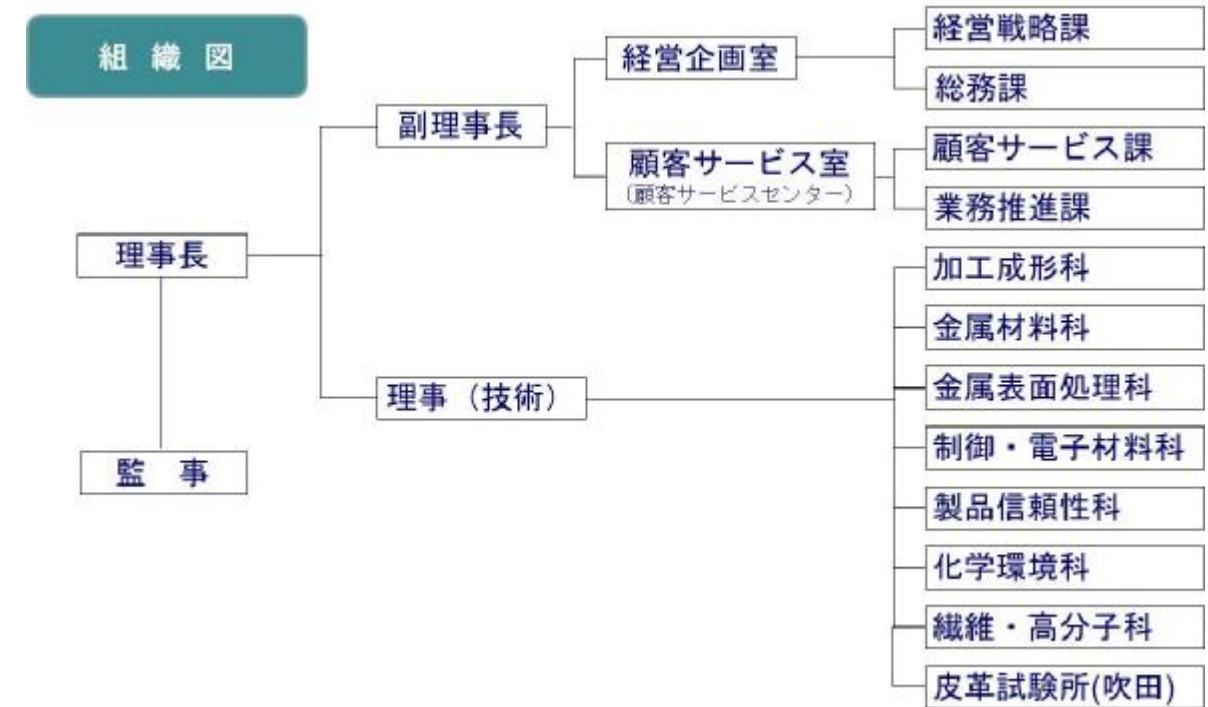 組 織 図
理事長
監 事
副理事長
理事（技術）
経営企画室
顧客サービス室
（顧客サービスセンター）
経営戦略課
総務課
顧客サービス課
業務推進課
加工成形科
金属材料科
金属表面処理科
制御・電子材料科
製品信頼性科
化学環境科
繊維・高分子科
皮革試験所(吹田)